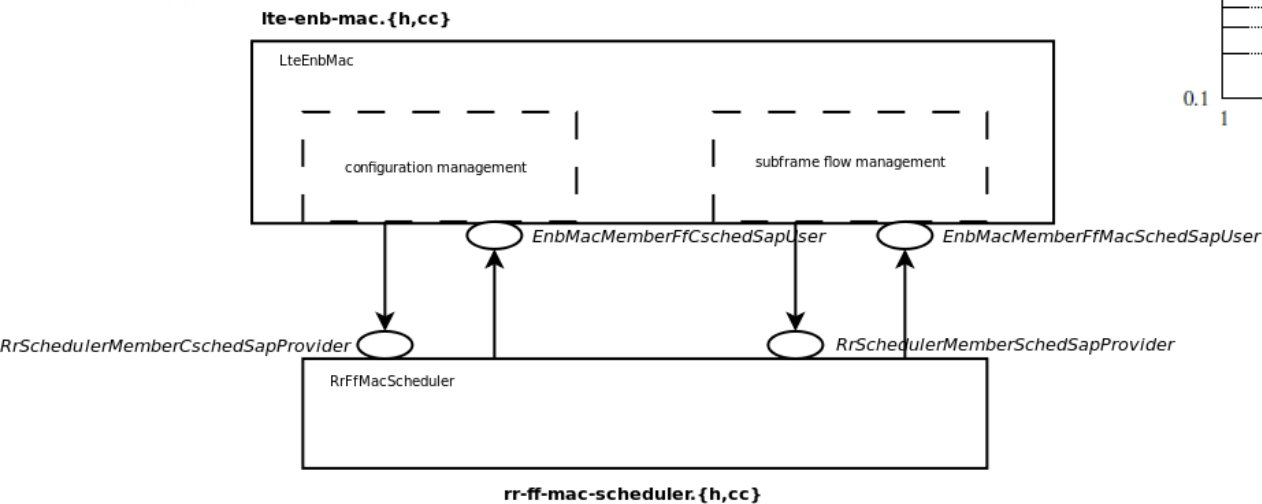 lte-enb-mac.{h,cc}
LteEnbMac
0.1
1
configuration management
subframe flow management
EnbMacMemberFfCschedSapUser
EnbMacMemberFfMacSchedSapUser
RrSchedulerMemberCschedSapProvider
RrSchedulerMemberSchedSapProvider
RrFfMacScheduler
rr-ff-mac-scheduler.{h,cc}